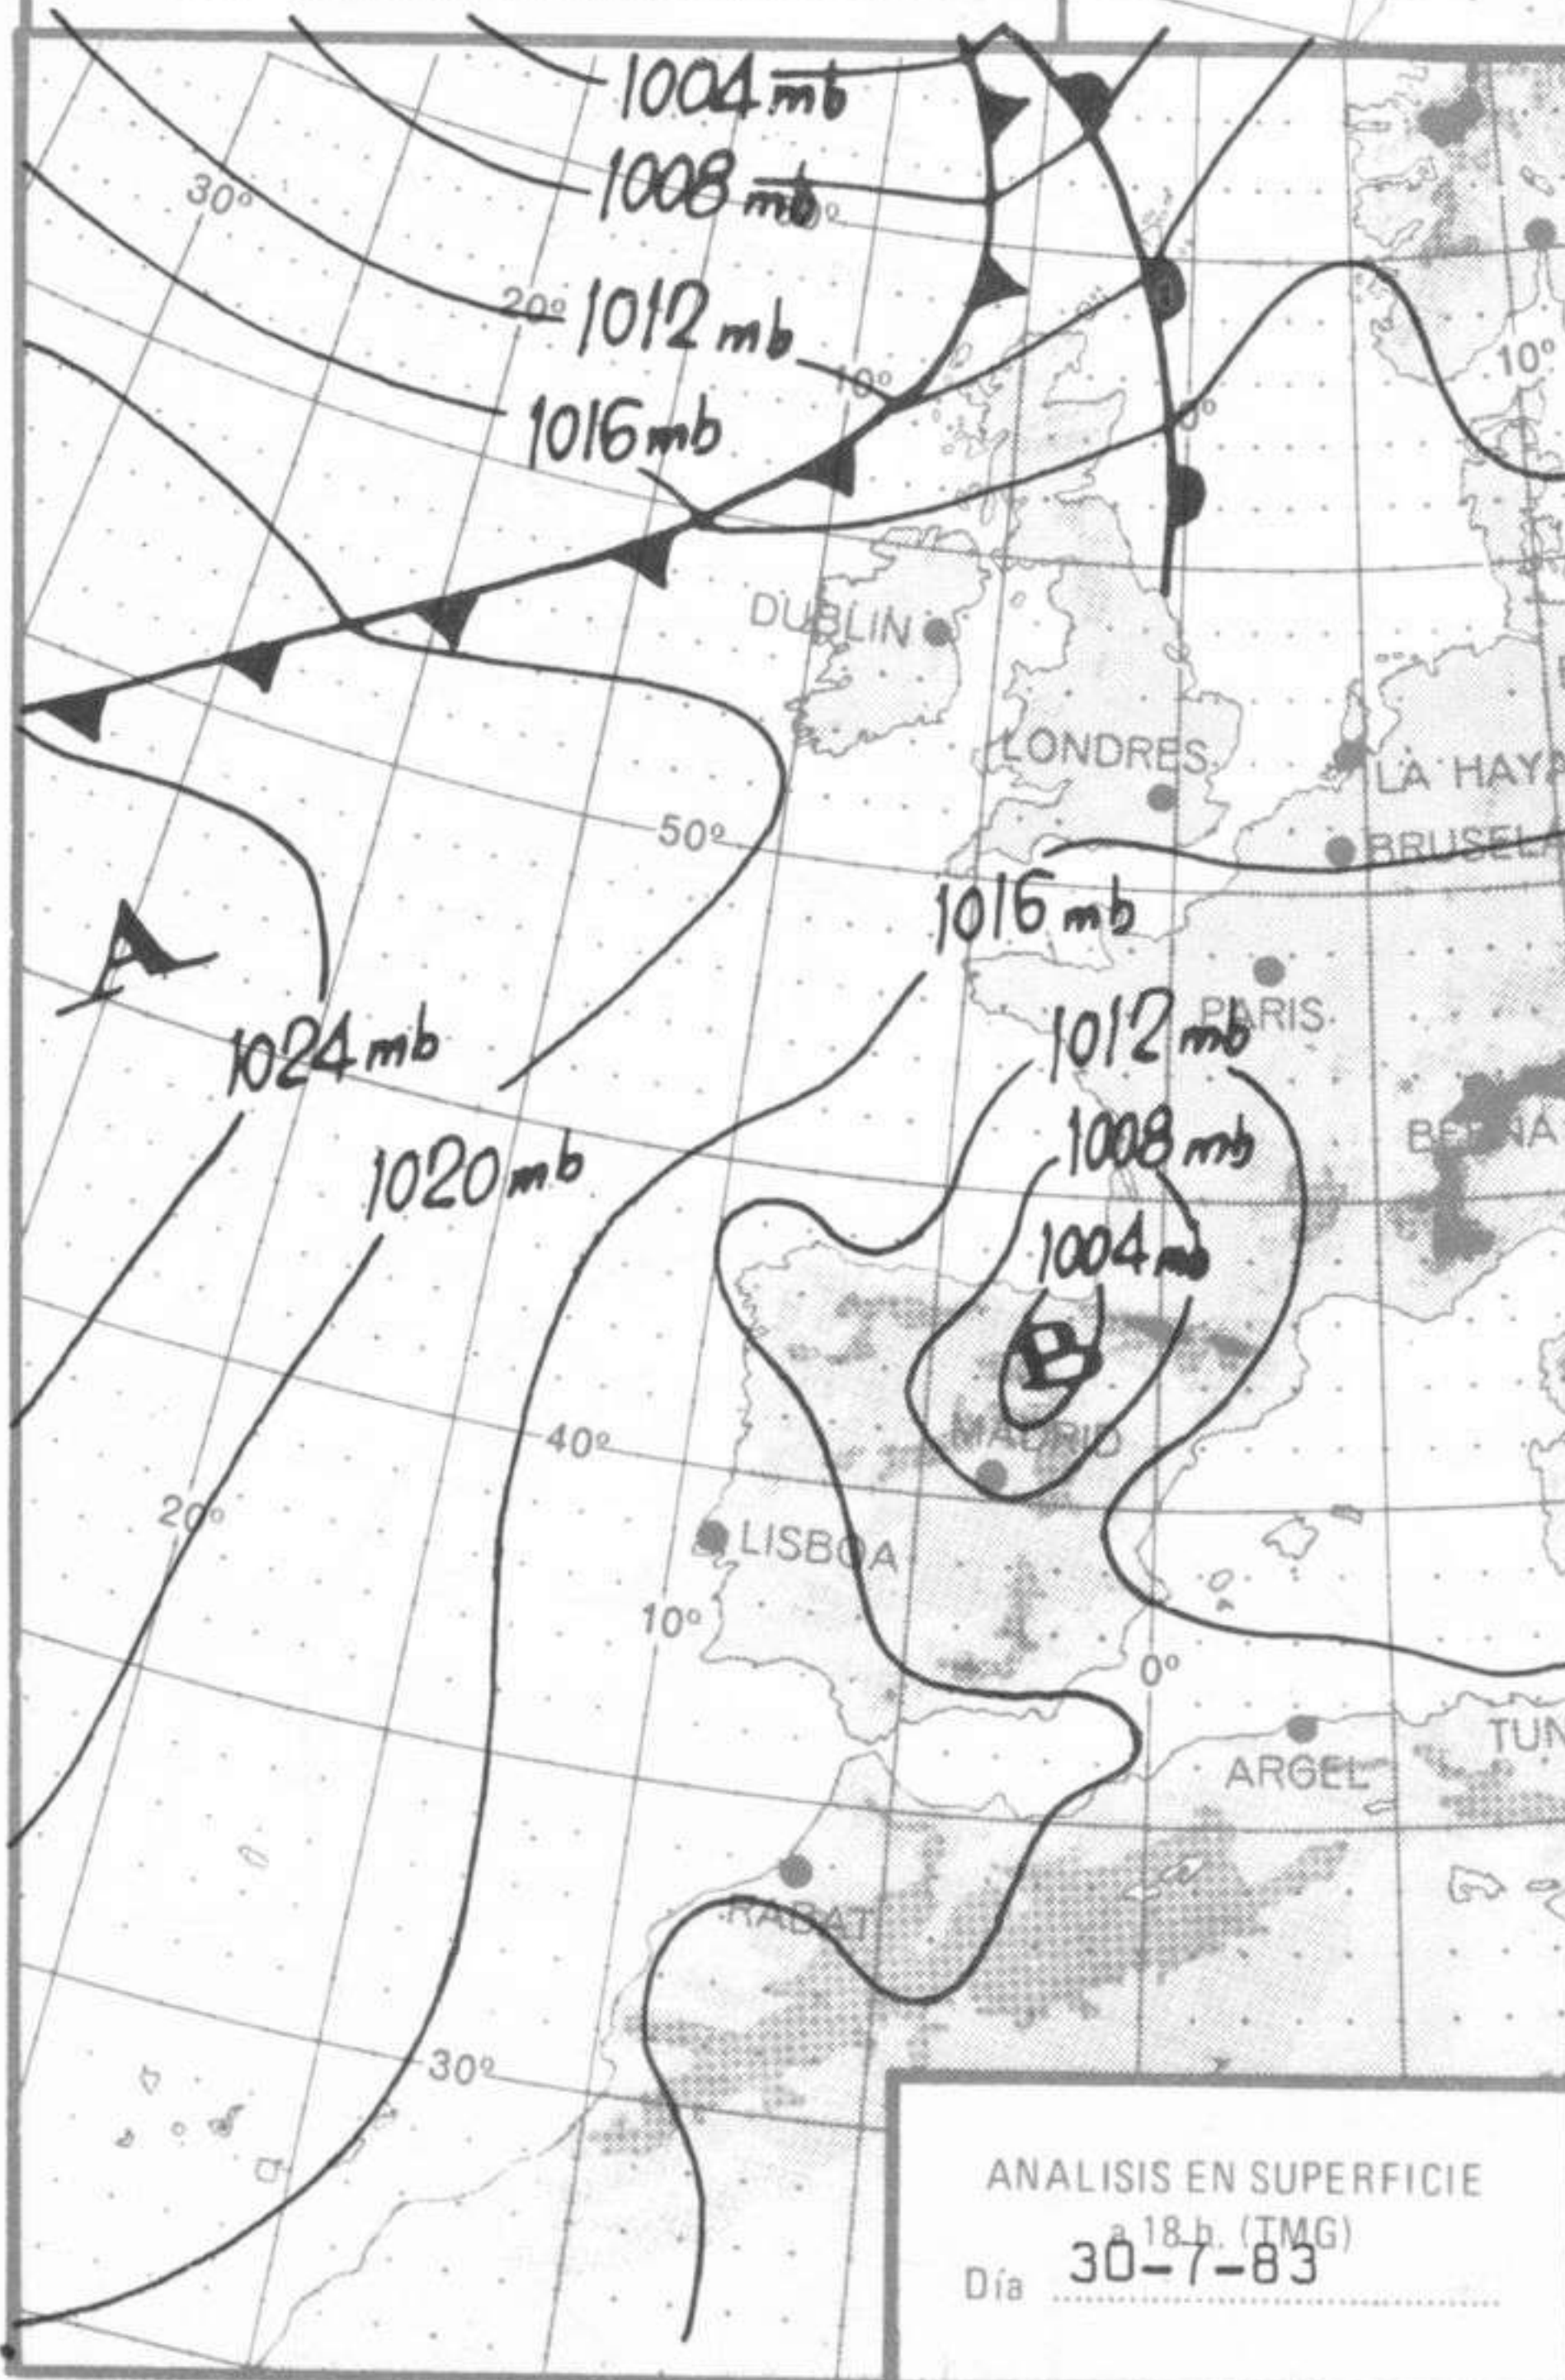 1004 mb
1008 mb
30°
20°
1012 mb
10°
10°
1016 mb
0°
DUBLIN
LONDRES
LA HAYA
50°
BRUSELA
1016 mb
A
PARIS
1012 mb
1024 mb
BERNA
1008 mb
1020 mb
1004 mb
B
MADRID
40°
20°
LISBOA
10°
0°
TUN
ARGEL
RABAT
30°
ANALISIS EN SUPERFICIE
a 18 h. (TMG)
Día 30-7-83